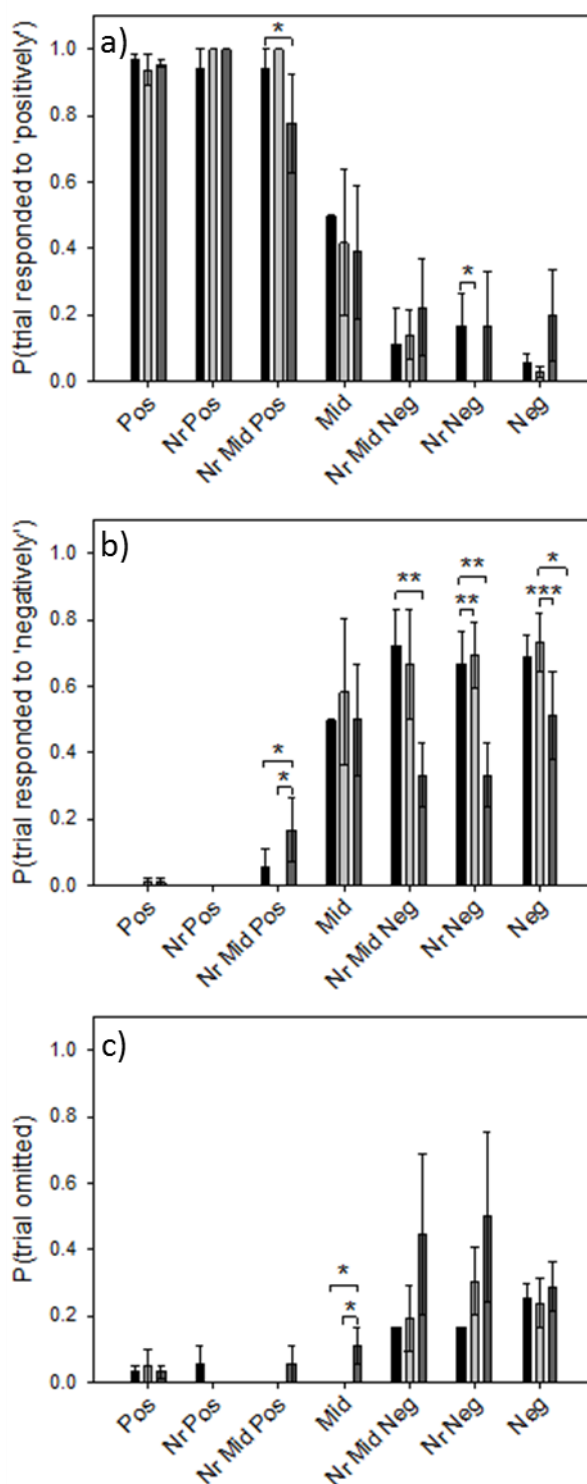 a)
P(trial responded to 'positively')
1.0
0.8
0.6
0.4
0.2
0.0
*
*
Pos
Nr Pos
Nr Mid Pos
Mid
Nr Mid Neg
Nr Neg
Neg
b)
P(trial responded to 'negatively')
1.0
0.8
0.6
0.4
0.2
0.0
*
*
**
**
**
*
***
Pos
Nr Pos
Nr Mid Pos
Mid
Nr Mid Neg
Nr Neg
Neg
c)
P(trial omitted)
1.0
0.8
0.6
0.4
0.2
0.0
*
*
Pos
Nr Pos
Nr Mid Pos
Mid
Nr Mid Neg
Nr Neg
Neg